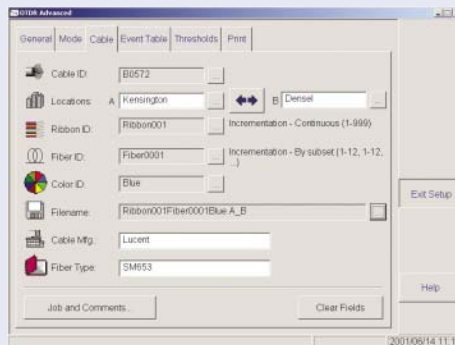 OTDR Advanced
General Mode Cable Event Table Thresholds Print
Cable ID: B0572 ...
Locations: A Kensington ... B Densel ...
Ribbon ID: Ribbon001 ... Incrementation - Continuous (1-999)
Fiber ID: Fiber0001 ... Incrementation - By subset (1-12, 1-12,
...)
Color ID: Blue ...
Exit Setup
Filename: Ribbon001Fiber0001Blue A_B
Cable Mfg.: Lucent
Fiber Type: SM653
Help
Job and Comments... Clear Fields
2001/06/14 11:1